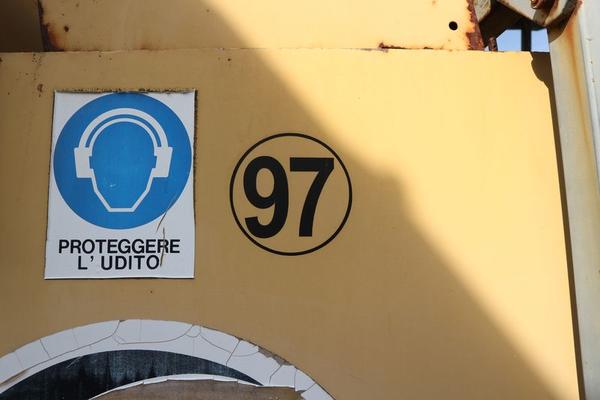 PROTEGGERE
L' UDITO
97